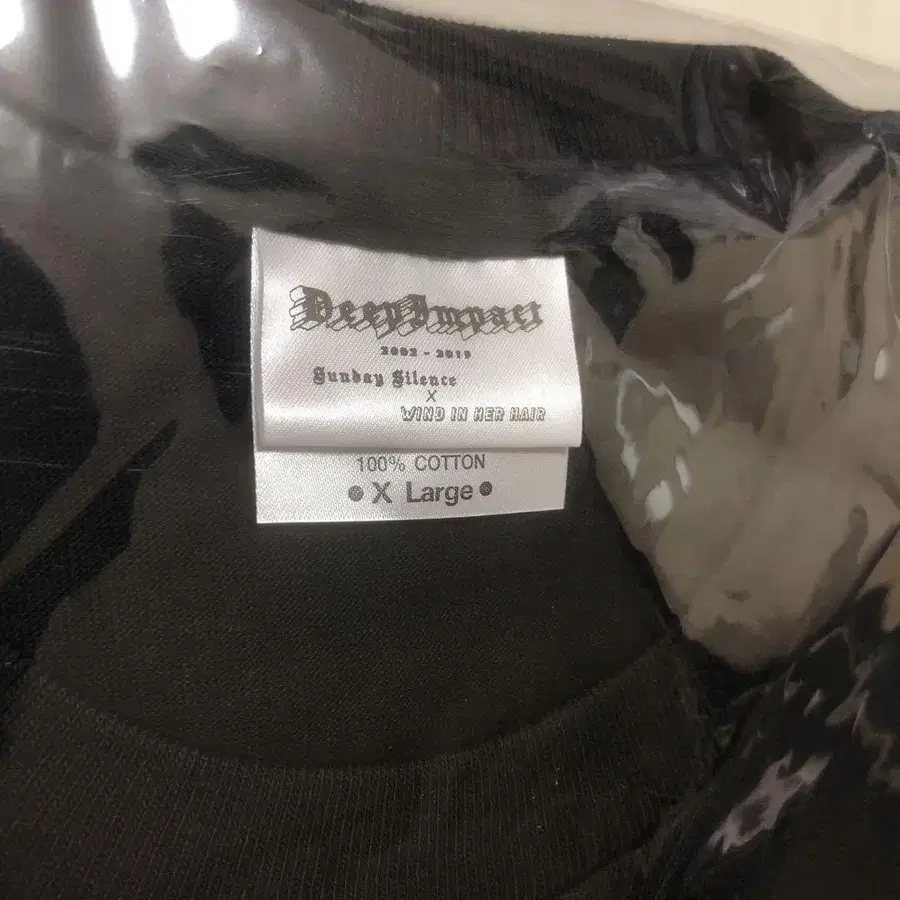 DeepImpact
2002 - 2019
Sunday Silence
X
WIND IN HER HAIR
100% COTTON
● X Large ●